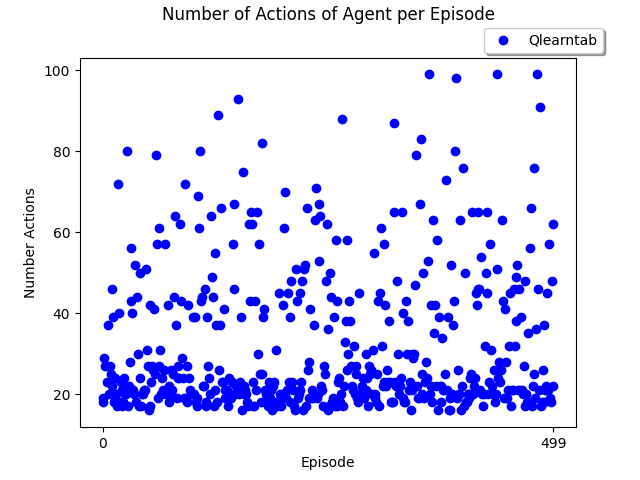 Number of Actions of Agent per Episode
Qlearntab
100
80
60
40
20
Number Actions
0
499
Episode